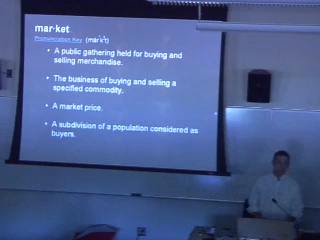 mar·ket
Pronunciation Key (mär'kĭt)
• A public gathering held for buying and
selling merchandise.
• The business of buying and selling a
specified commodity.
• A market price.
• A subdivision of a population considered as
buyers.